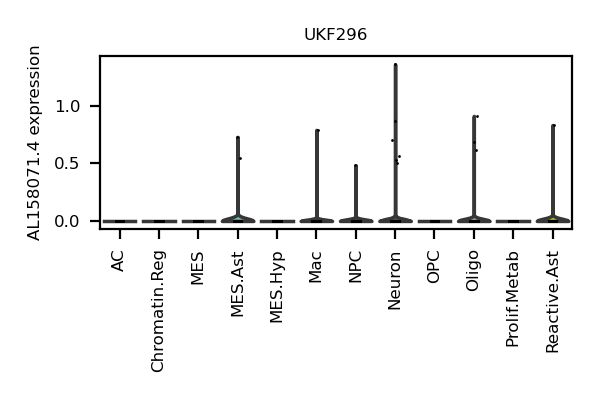 UKF296
AL158071.4 expression
1.0
0.5
0.0
AC
Chromatin.Reg
MES
MES.Ast
MES.Hyp
Mac
NPC
Neuron
OPC
Oligo
Prolif.Metab
Reactive.Ast